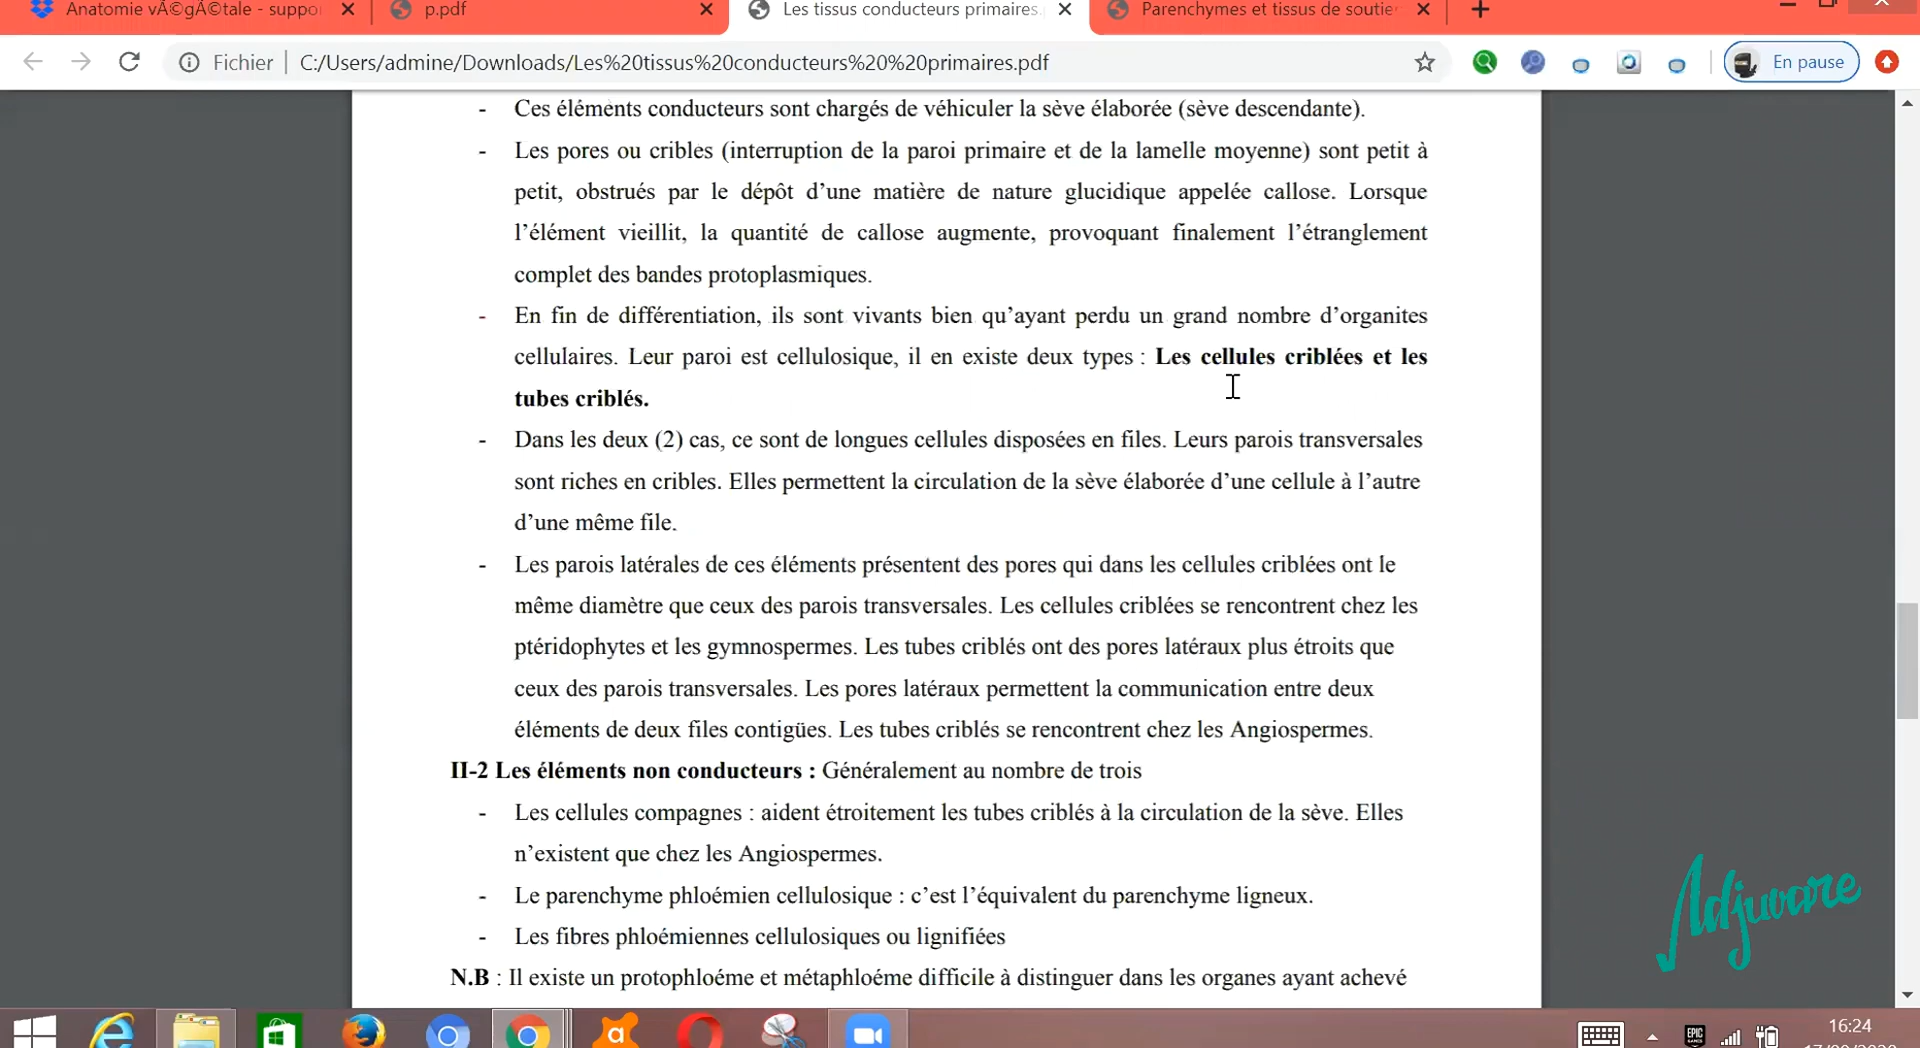 Anatomie vÃ©gÃ©tale - suppo
p.pdf
Les tissus conducteurs primaires.
Parenchymes et tissus de soutie
Fichier
C:/Users/admine/Downloads/Les%20tissus%20conducteurs%20%20primaires.pdf
En pause
- Ces éléments conducteurs sont chargés de véhiculer la sève élaborée (sève descendante).
- Les pores ou cribles (interruption de la paroi primaire et de la lamelle moyenne) sont petit à
petit, obstrués par le dépôt d’une matière de nature glucidique appelée callose. Lorsque
l’élément vieillit, la quantité de callose augmente, provoquant finalement l’étranglement
complet des bandes protoplasmiques.
- En fin de différentiation, ils sont vivants bien qu’ayant perdu un grand nombre d’organites
cellulaires. Leur paroi est cellulosique, il en existe deux types : Les cellules criblées et les
tubes criblés.
- Dans les deux (2) cas, ce sont de longues cellules disposées en files. Leurs parois transversales
sont riches en cribles. Elles permettent la circulation de la sève élaborée d’une cellule à l’autre
d’une même file.
- Les parois latérales de ces éléments présentent des pores qui dans les cellules criblées ont le
même diamètre que ceux des parois transversales. Les cellules criblées se rencontrent chez les
ptéridophytes et les gymnospermes. Les tubes criblés ont des pores latéraux plus étroits que
ceux des parois transversales. Les pores latéraux permettent la communication entre deux
éléments de deux files contigües. Les tubes criblés se rencontrent chez les Angiospermes.
II-2 Les éléments non conducteurs : Généralement au nombre de trois
- Les cellules compagnes : aident étroitement les tubes criblés à la circulation de la sève. Elles
n’existent que chez les Angiospermes.
- Le parenchyme phloémien cellulosique : c’est l’équivalent du parenchyme ligneux.
- Les fibres phloémiennes cellulosiques ou lignifiées
N.B : Il existe un protophloéme et métaphloéme difficile à distinguer dans les organes ayant achevé
Adjuware
EPIC
16:24